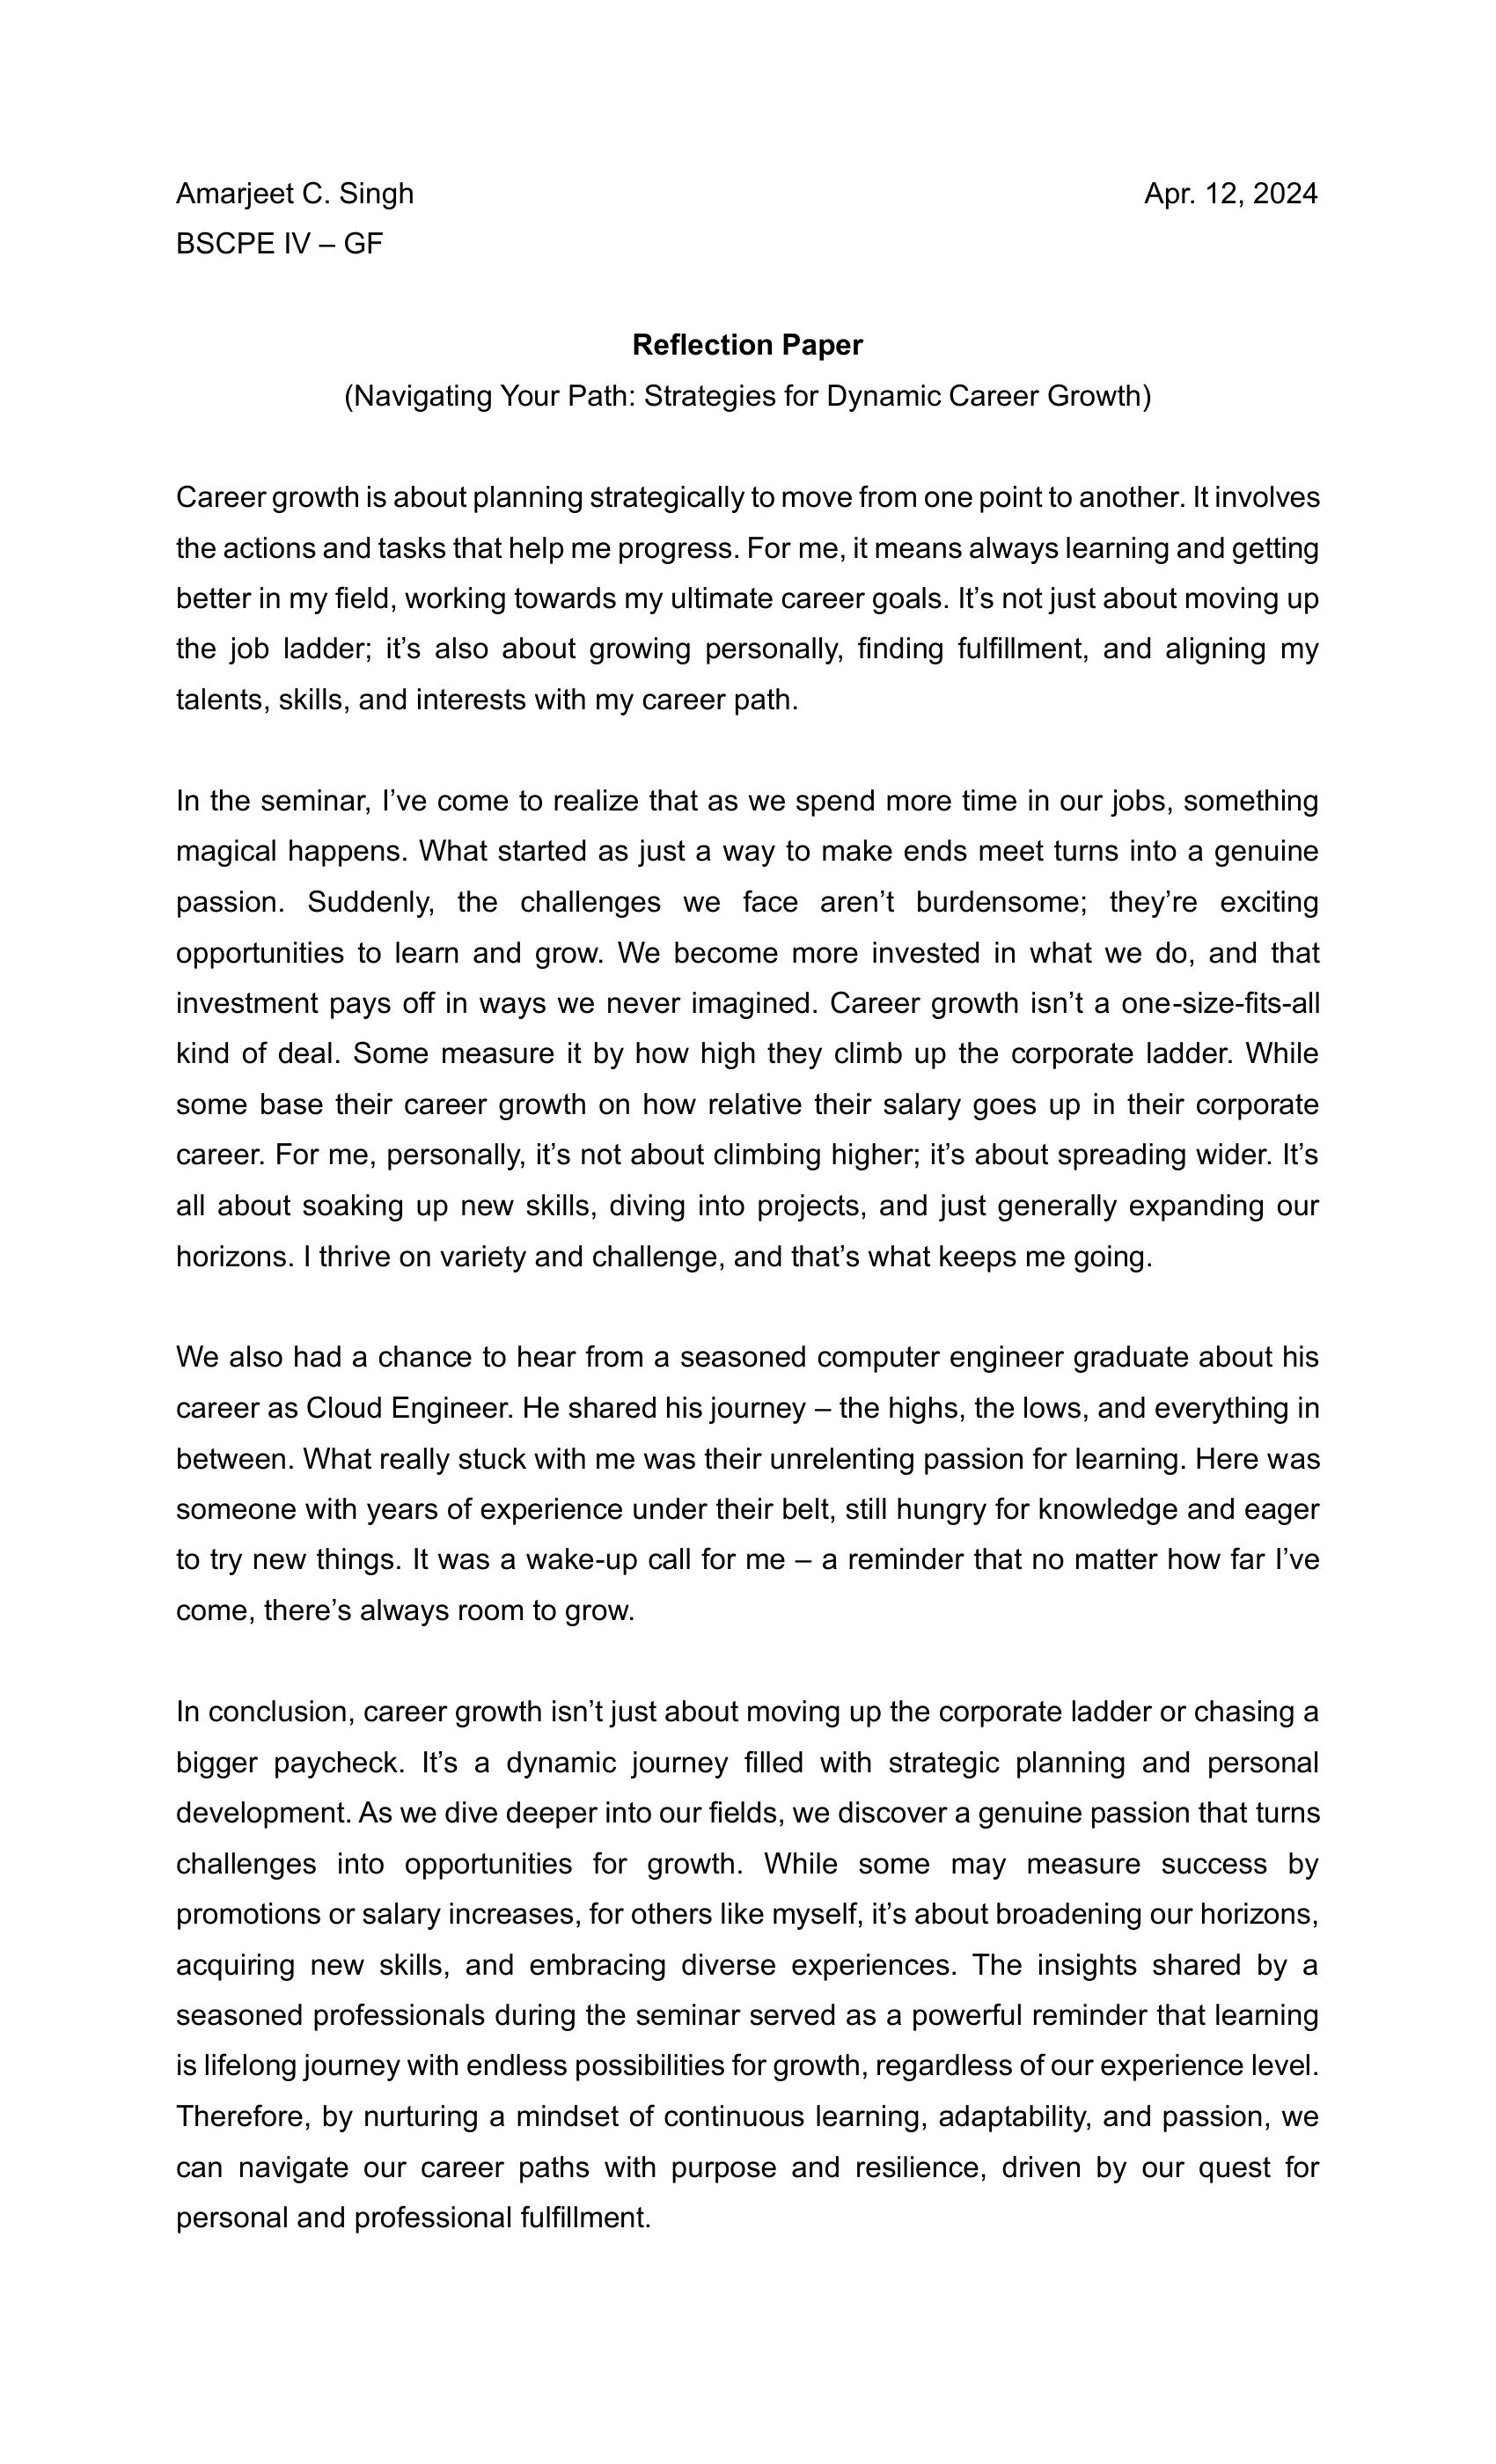 Amarjeet C. Singh Apr. 12, 2024
BSCPE IV – GF
Reflection Paper
(Navigating Your Path: Strategies for Dynamic Career Growth)
Career growth is about planning strategically to move from one point to another. It involves
the actions and tasks that help me progress. For me, it means always learning and getting
better in my field, working towards my ultimate career goals. It’s not just about moving up
the job ladder; it’s also about growing personally, finding fulfillment, and aligning my
talents, skills, and interests with my career path.
In the seminar, I’ve come to realize that as we spend more time in our jobs, something
magical happens. What started as just a way to make ends meet turns into a genuine
passion. Suddenly, the challenges we face aren’t burdensome; they’re exciting
opportunities to learn and grow. We become more invested in what we do, and that
investment pays off in ways we never imagined. Career growth isn’t a one-size-fits-all
kind of deal. Some measure it by how high they climb up the corporate ladder. While
some base their career growth on how relative their salary goes up in their corporate
career. For me, personally, it’s not about climbing higher; it’s about spreading wider. It’s
all about soaking up new skills, diving into projects, and just generally expanding our
horizons. I thrive on variety and challenge, and that’s what keeps me going.
We also had a chance to hear from a seasoned computer engineer graduate about his
career as Cloud Engineer. He shared his journey – the highs, the lows, and everything in
between. What really stuck with me was their unrelenting passion for learning. Here was
someone with years of experience under their belt, still hungry for knowledge and eager
to try new things. It was a wake-up call for me – a reminder that no matter how far I’ve
come, there’s always room to grow.
In conclusion, career growth isn’t just about moving up the corporate ladder or chasing a
bigger paycheck. It’s a dynamic journey filled with strategic planning and personal
development. As we dive deeper into our fields, we discover a genuine passion that turns
challenges into opportunities for growth. While some may measure success by
promotions or salary increases, for others like myself, it’s about broadening our horizons,
acquiring new skills, and embracing diverse experiences. The insights shared by a
seasoned professionals during the seminar served as a powerful reminder that learning
is lifelong journey with endless possibilities for growth, regardless of our experience level.
Therefore, by nurturing a mindset of continuous learning, adaptability, and passion, we
can navigate our career paths with purpose and resilience, driven by our quest for
personal and professional fulfillment.